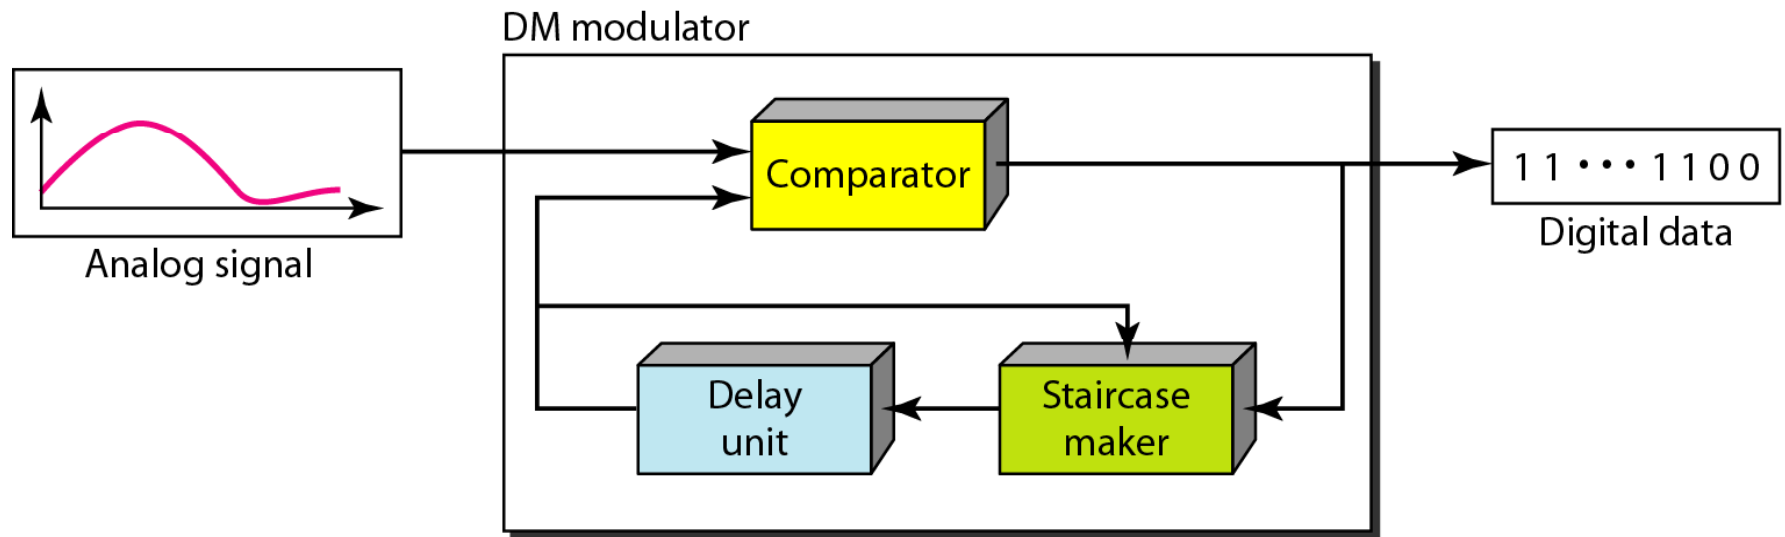 DM modulator
Comparator
1 1 • • • 1 1 0 0
Digital data
Analog signal
Delay
unit
Staircase
maker